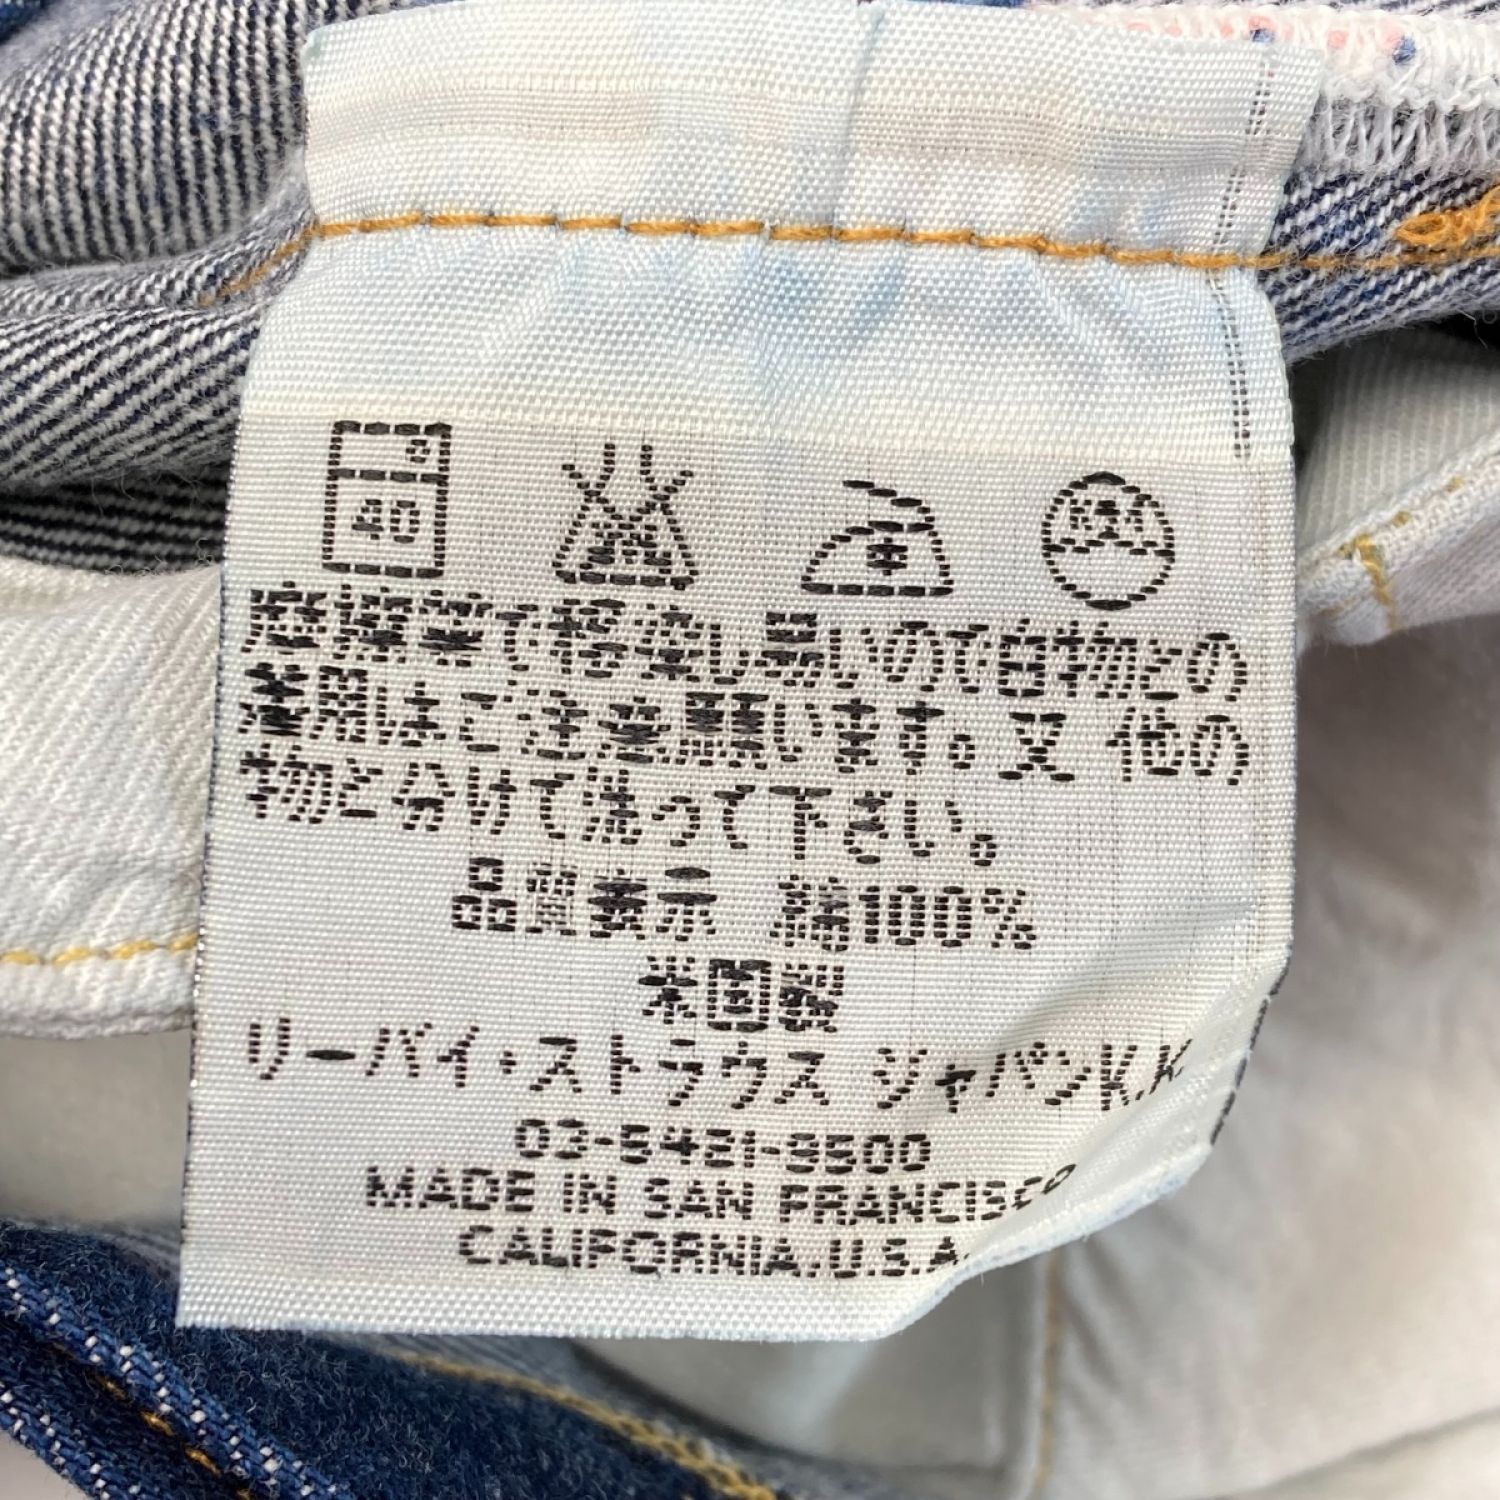 40
摩擦等で移染し易いので白物との
着用はご注意願います。又 他の
物と分けて洗って下さい。
品質表示 綿100%
米国製
リーバイ・ストラウス ジャパンK.K
03-5421-9500
MADE IN SAN FRANCISCO
CALIFORNIA,U.S.A.